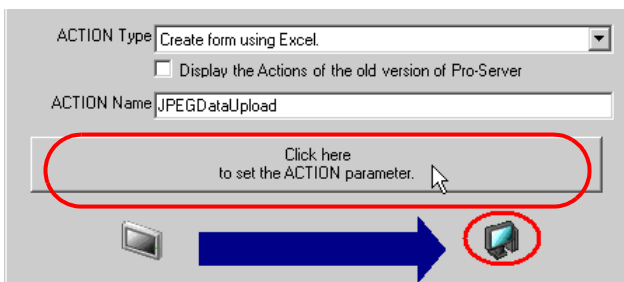 ACTION Type Create form using Excel.
Display the Actions of the old version of Pro-Server
ACTION Name JPEGDataUpload
Click here
to set the ACTION parameter.